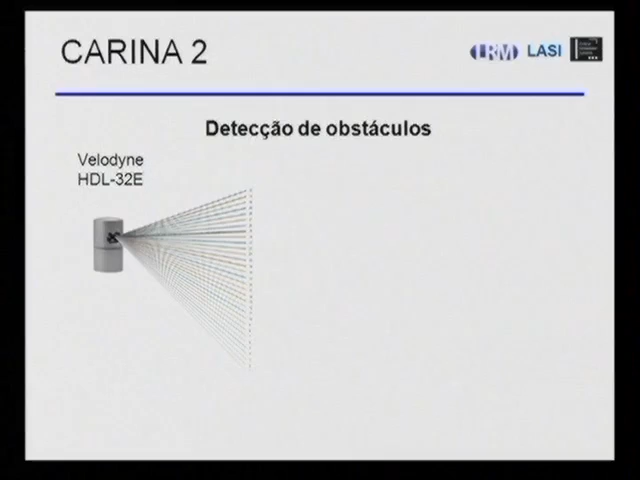 CARINA 2
LRM
LASI
Detecção de obstáculos
Velodyne
HDL-32E